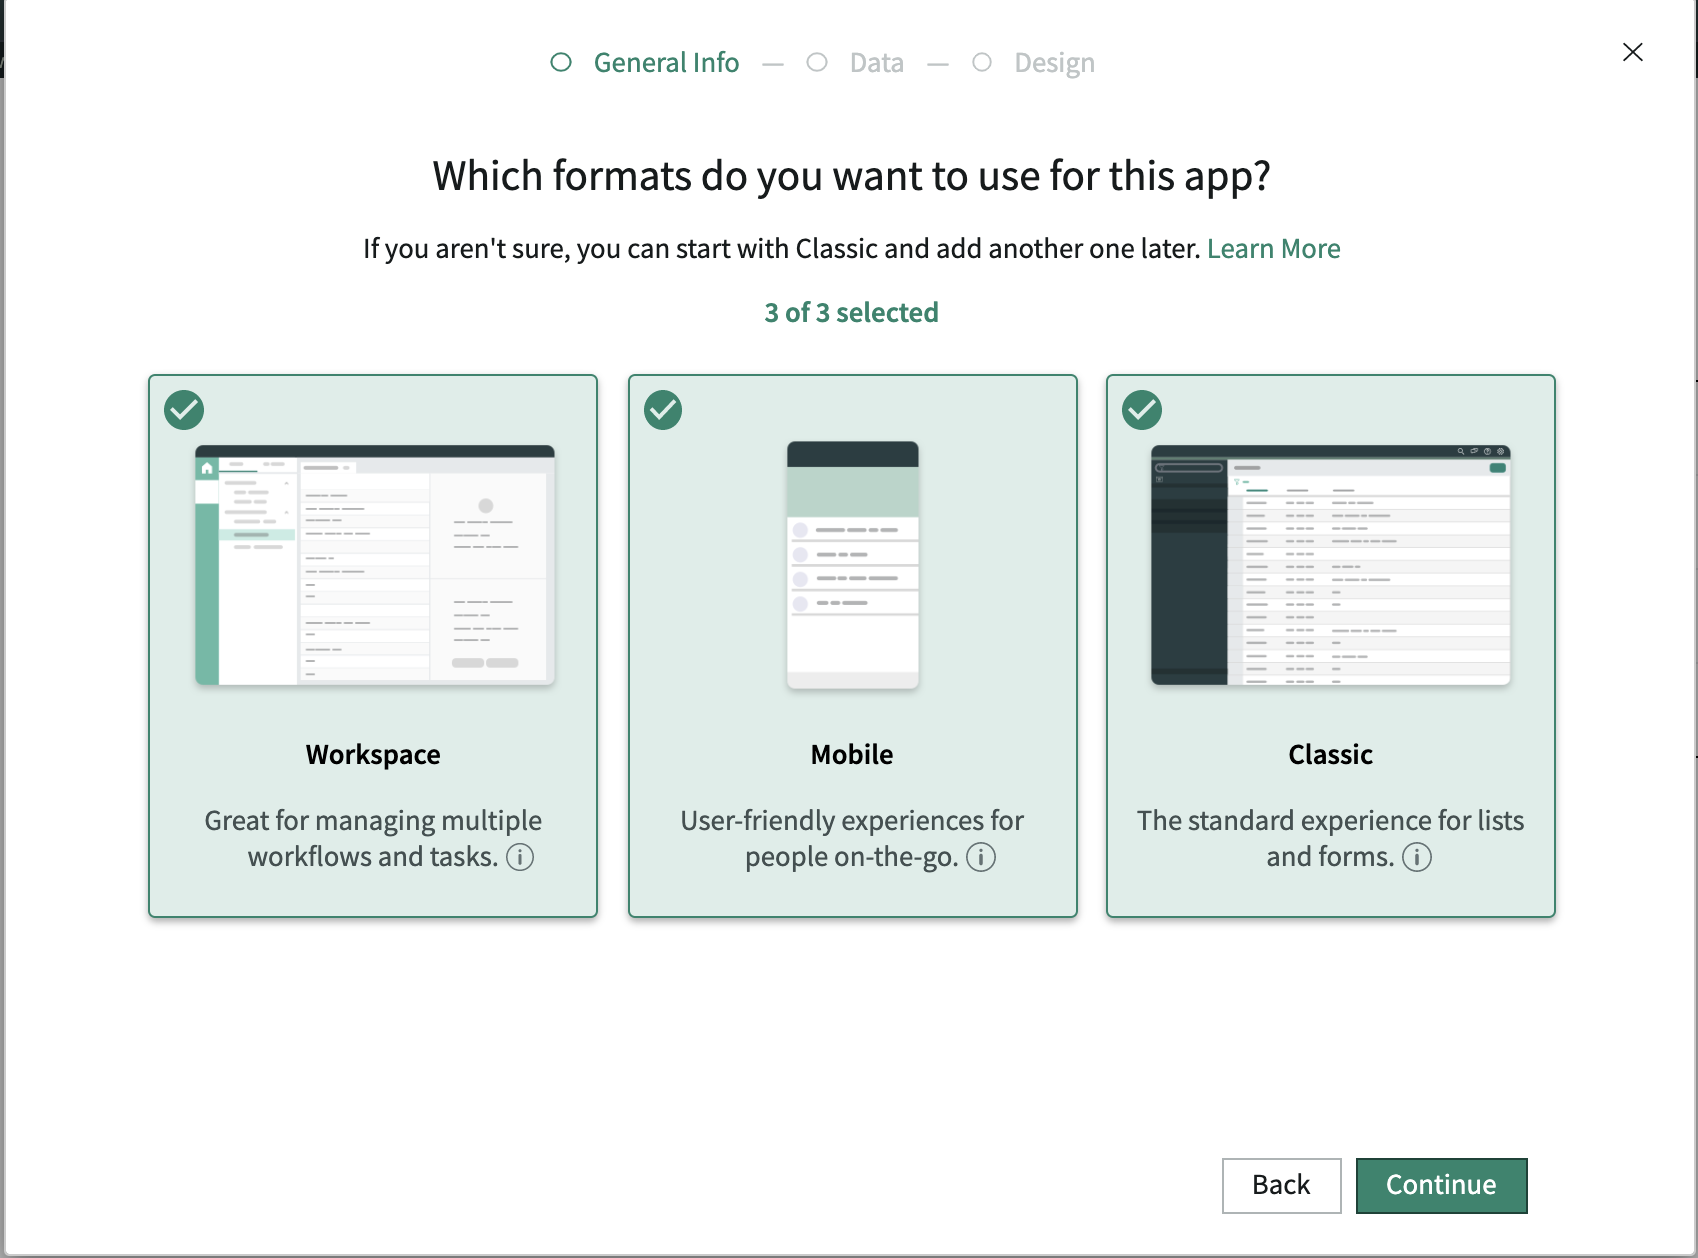 General Info — Data — Design
Which formats do you want to use for this app?
If you aren't sure, you can start with Classic and add another one later. Learn More
3 of 3 selected
Workspace
Great for managing multiple
workflows and tasks.
Mobile
User-friendly experiences for
people on-the-go.
Classic
The standard experience for lists
and forms.
Back
Continue